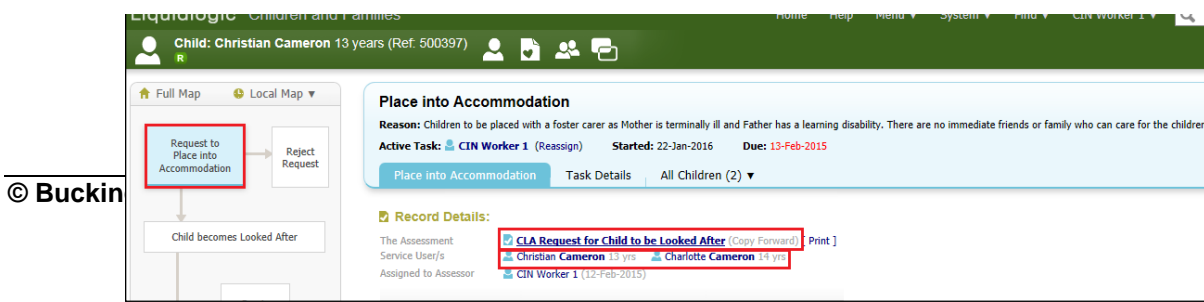 Liquidlogic Children and Families
Home Help Menu ▼ System ▼ Find ▼ CIN Worker 1 ▼
Child: Christian Cameron 13 years (Ref: 500397)
R
Full Map Local Map ▼
Request to
Place into
Accommodation
Reject
Request
Child becomes Looked After
Place into Accommodation
Reason: Children to be placed with a foster carer as Mother is terminally ill and Father has a learning disability. There are no immediate friends or family who can care for the children
Active Task: CIN Worker 1 (Reassign) Started: 22-Jan-2016 Due: 13-Feb-2015
Place into Accommodation Task Details All Children (2) ▼
Record Details:
The Assessment CLA Request for Child to be Looked After (Copy Forward) [ Print ]
Service User/s Christian Cameron 13 yrs Charlotte Cameron 14 yrs
Assigned to Assessor CIN Worker 1 (12-Feb-2015)
© Buckin